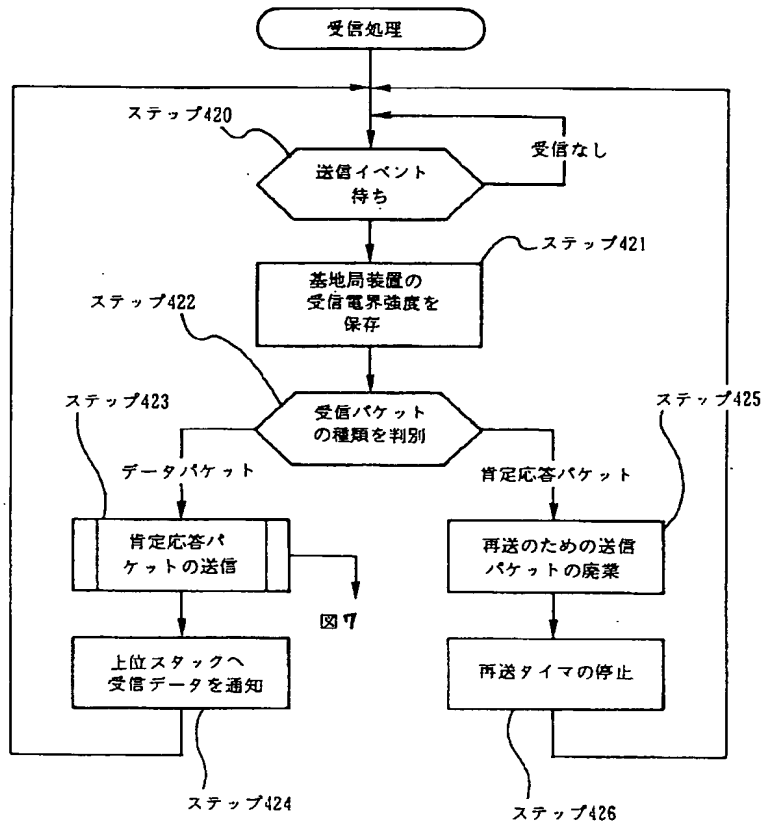 受信処理
ステップ420
受信なし
送信イベント
待ち
ステップ421
基地局装置の
受信電界強度を
保存
ステップ422
受信パケット
の種類を判別
ステップ423
ステップ425
データパケット
肯定応答パケット
肯定応答パ
ケットの送信
再送のための送信
パケットの廃業
図7
上位スタックへ
受信データを通知
再送タイマの停止
ステップ424
ステップ426